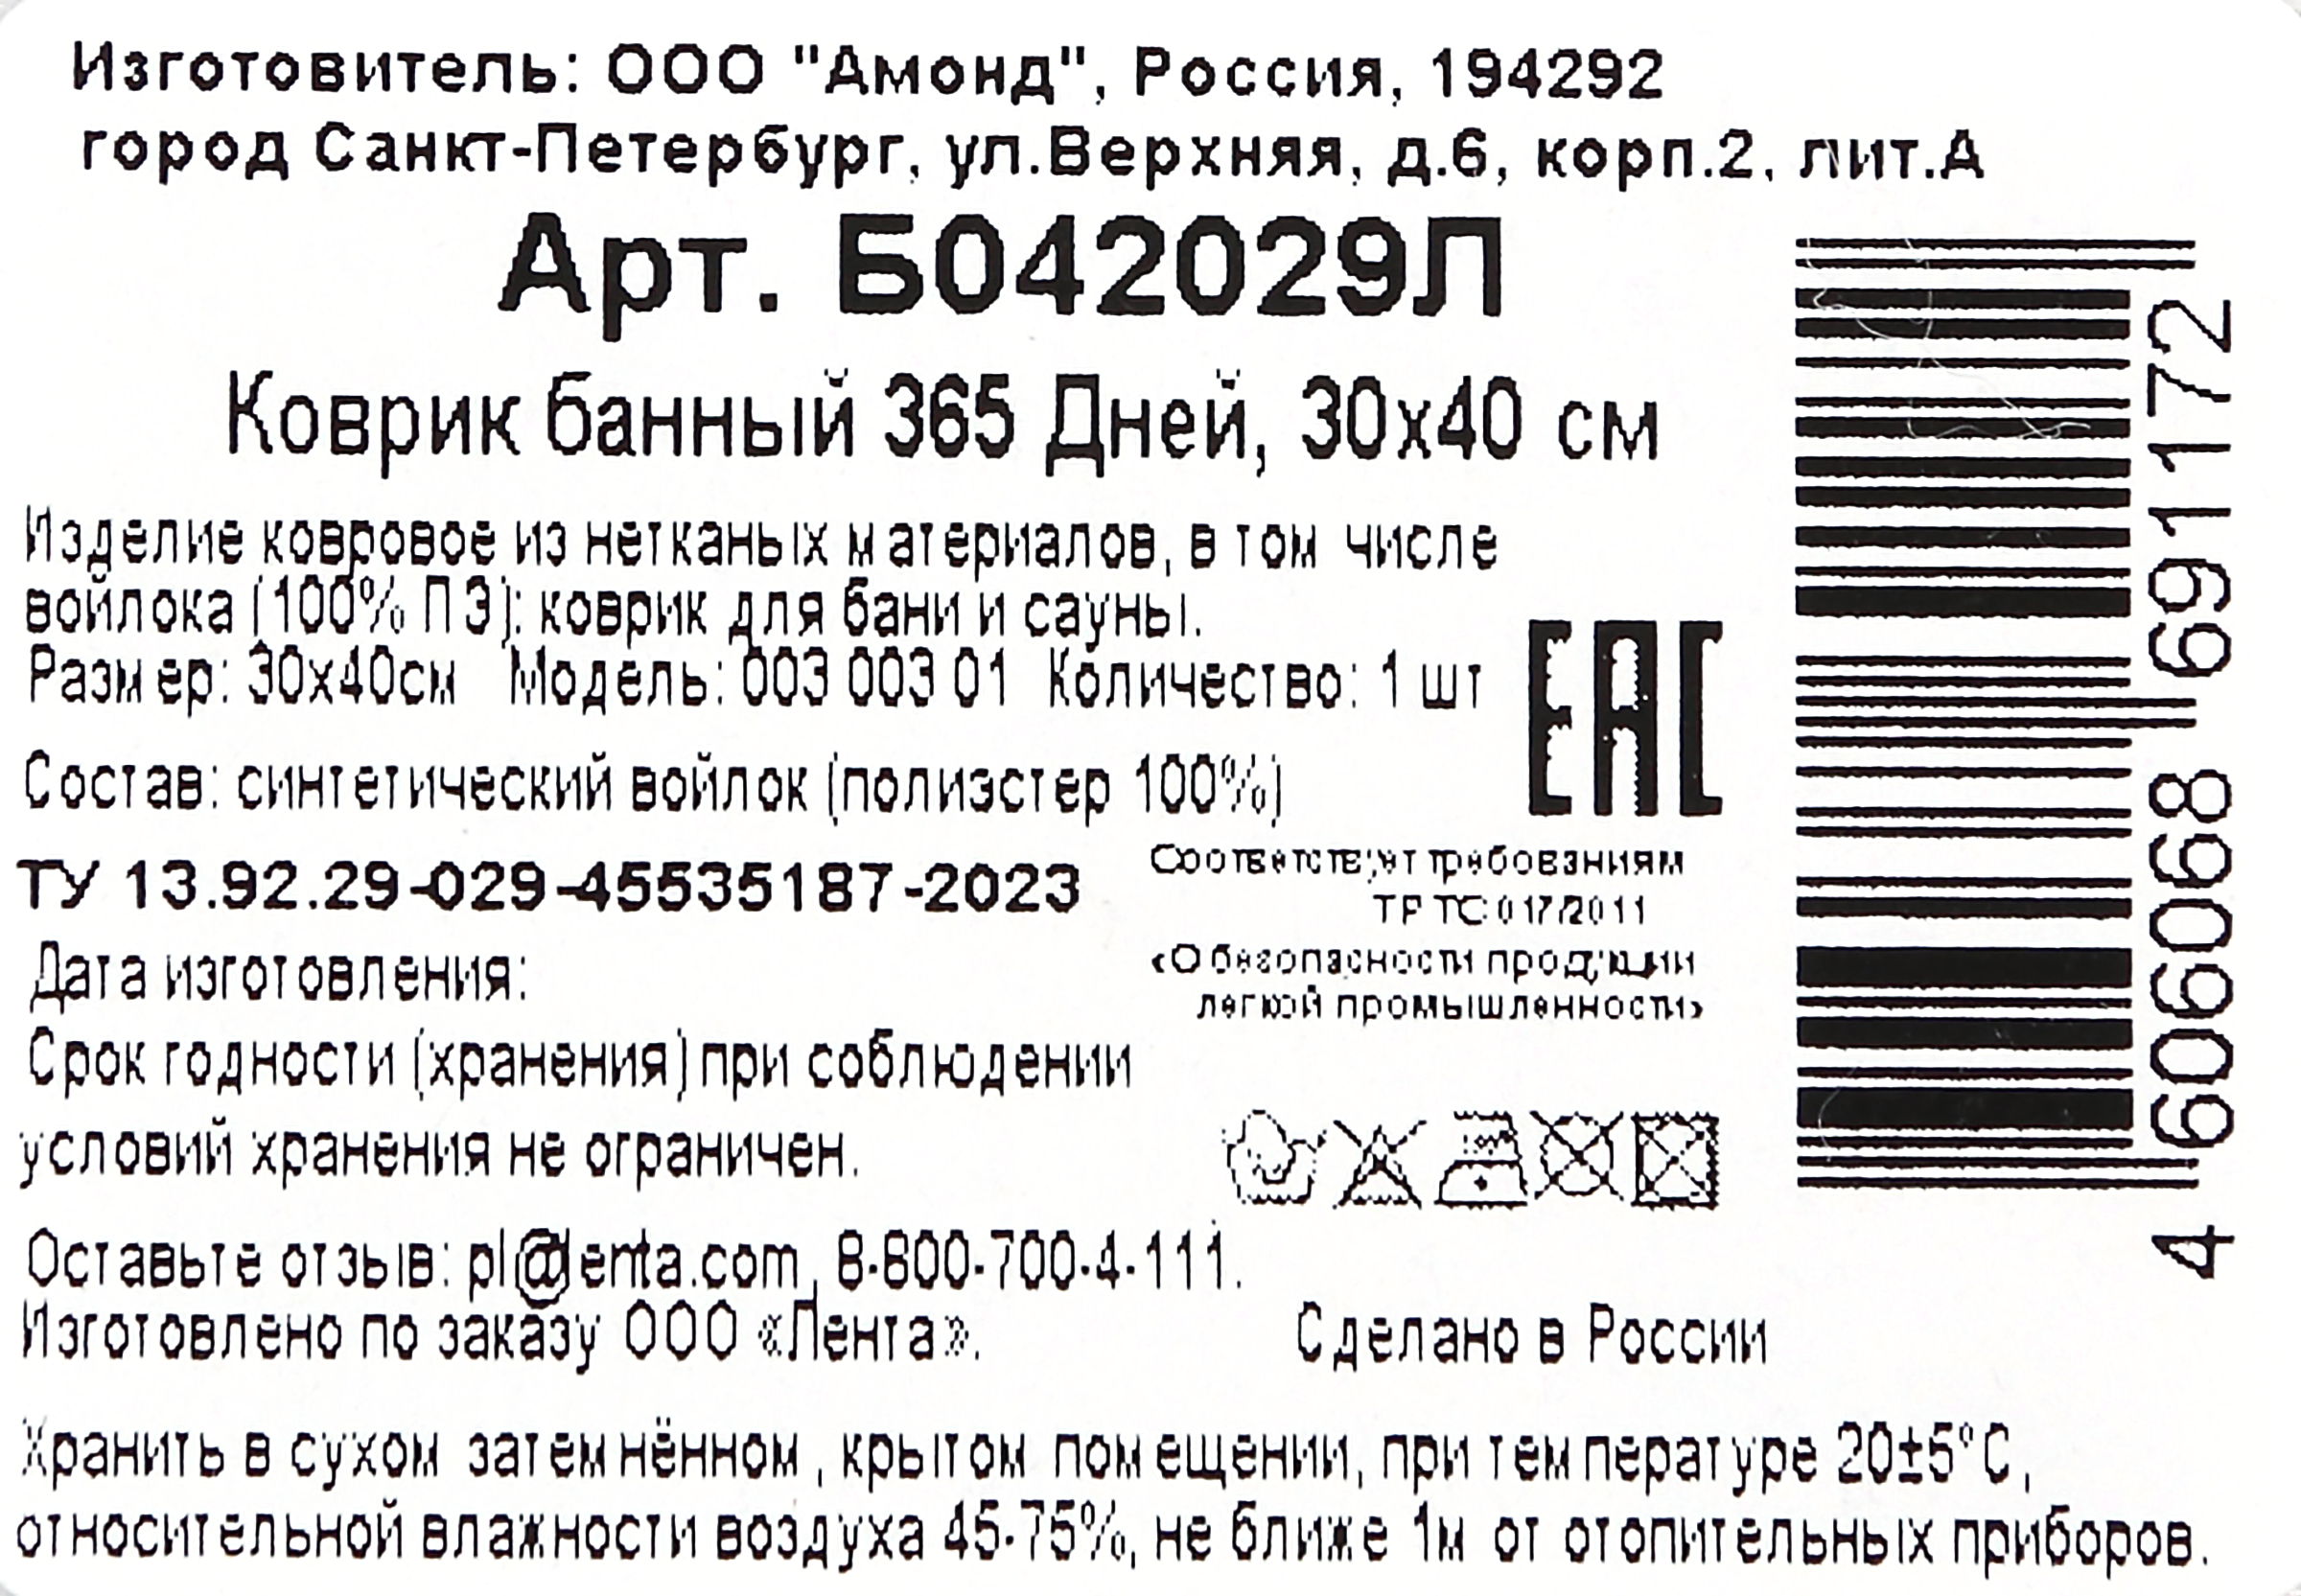 Изготовитель: ООО "Амонд", Россия, 194292
город Санкт-Петербург, ул.Верхняя, д.6, корп.2, лит.А
Арт. Б042029Л
Коврик банный 365 Дней, 30х40 см
Изделие ковровое из нетканых материалов, в том числе
войлока (100% ПЭ): коврик для бани и сауны.
Размер: 30х40см Модель: 003 003 01 Количество: 1 шт
EAC
Состав: синтетический войлок (полиэстер 100%)
ТУ 13.92.29-029-45535187-2023
Соответствует требованиям
ТР ТС 017/2011
«О безопасности продукции
легкой промышленности»
Дата изготовления:
Срок годности (хранения) при соблюдении
условий хранения не ограничен.
Оставьте отзыв: pl@lenta.com, 8-800-700-4-111.
Изготовлено по заказу ООО «Лента».
Сделано в России
Хранить в сухом затемнённом, крытом помещении, при температуре 20±5°С,
относительной влажности воздуха 45-75%, не ближе 1м от отопительных приборов.
4 606068 691172